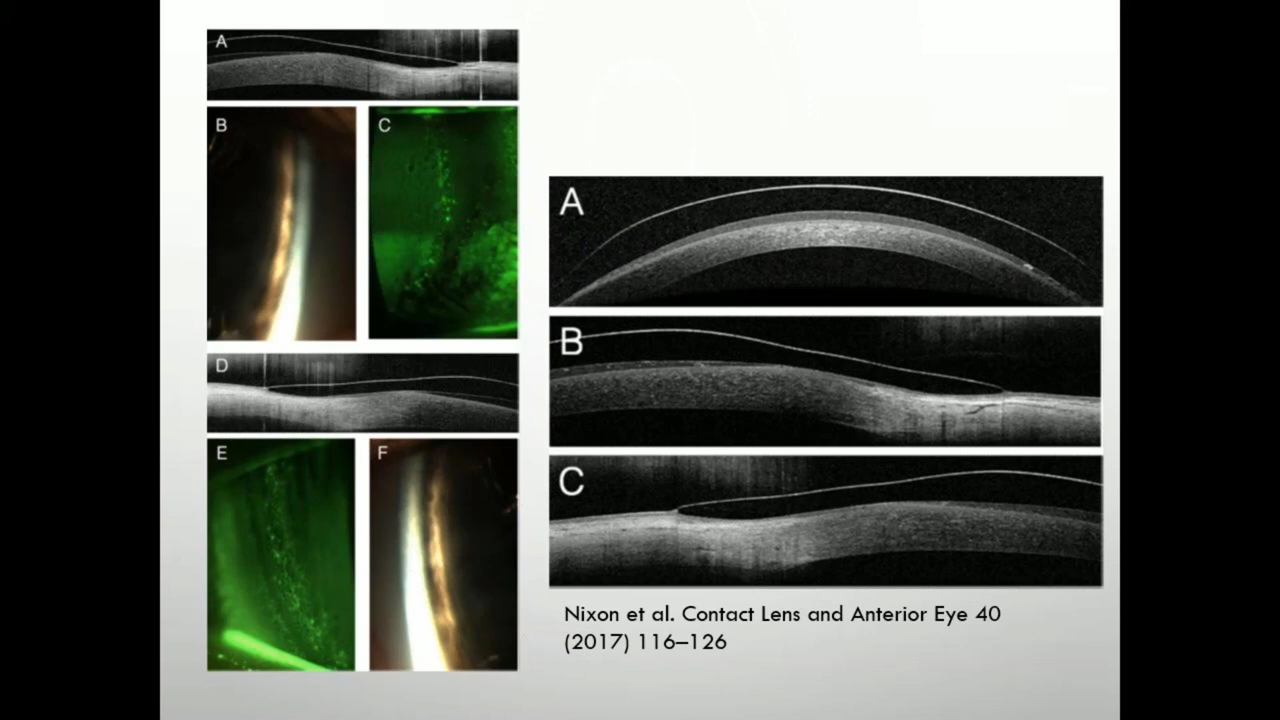 A
B
C
D
E
F
A
B
C
Nixon et al. Contact Lens and Anterior Eye 40
(2017) 116–126